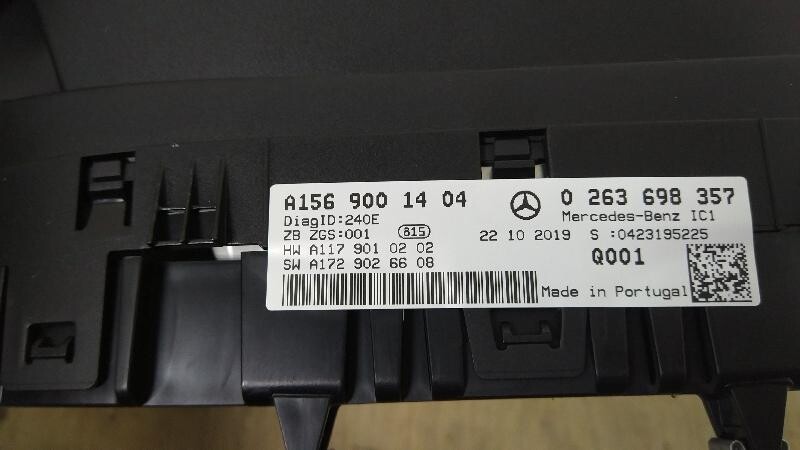 A156 900 14 04 0 263 698 357
DiagID:240E Mercedes-Benz IC1
ZB ZGS:001 615 22 10 2019 S :0423195225
HW A117 901 02 02 Q001
SW A172 902 66 08
Made in Portugal